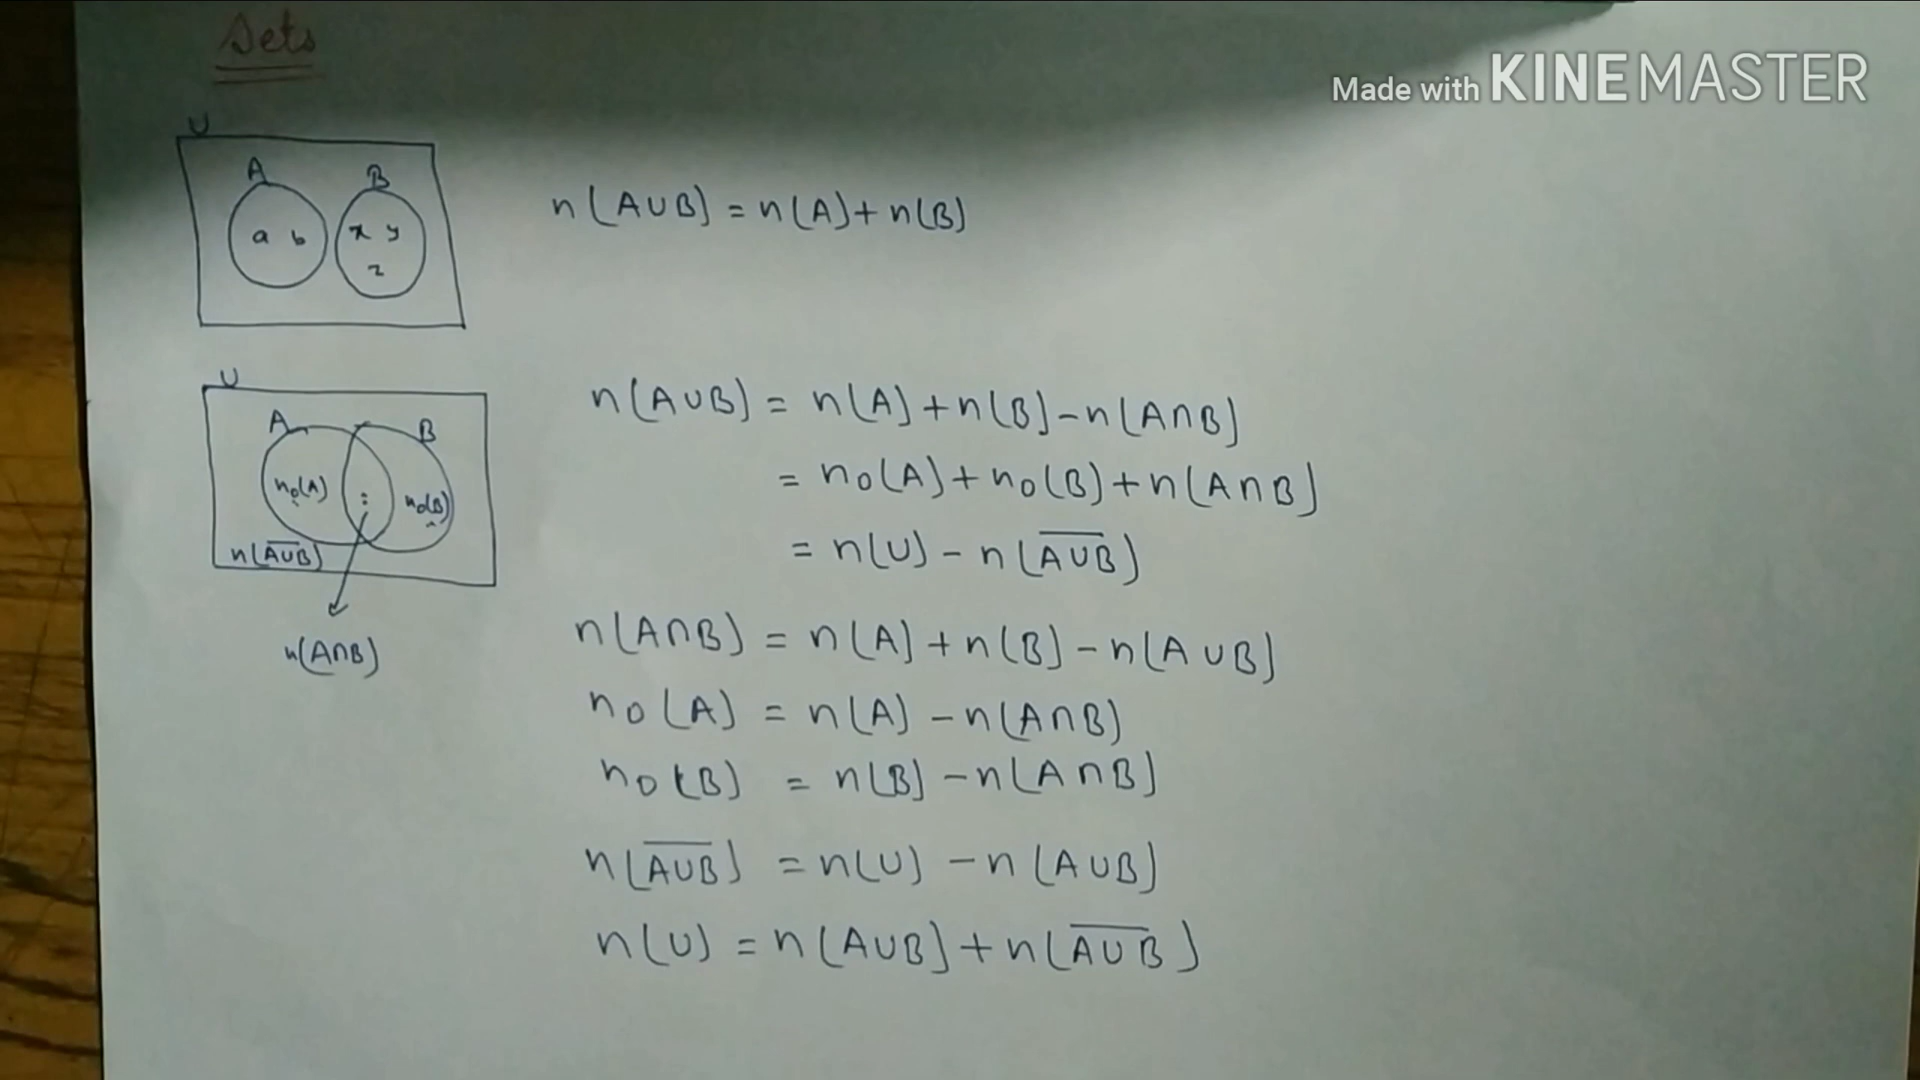 Sets
Made with KINEMASTER
U
A B
a b x y
z
n(A∪B) = n(A) + n(B)
U
A B
n₀(A) n₀(B)
n(A̅∪̅B̅)
n(A∩B)
n(A∪B) = n(A) + n(B) - n(A∩B)
= n₀(A) + n₀(B) + n(A∩B)
= n(U) - n(A̅∪̅B̅)
n(A∩B) = n(A) + n(B) - n(A∪B)
n₀(A) = n(A) - n(A∩B)
n₀(B) = n(B) - n(A∩B)
n(A̅∪̅B̅) = n(U) - n(A∪B)
n(U) = n(A∪B) + n(A̅∪̅B̅)